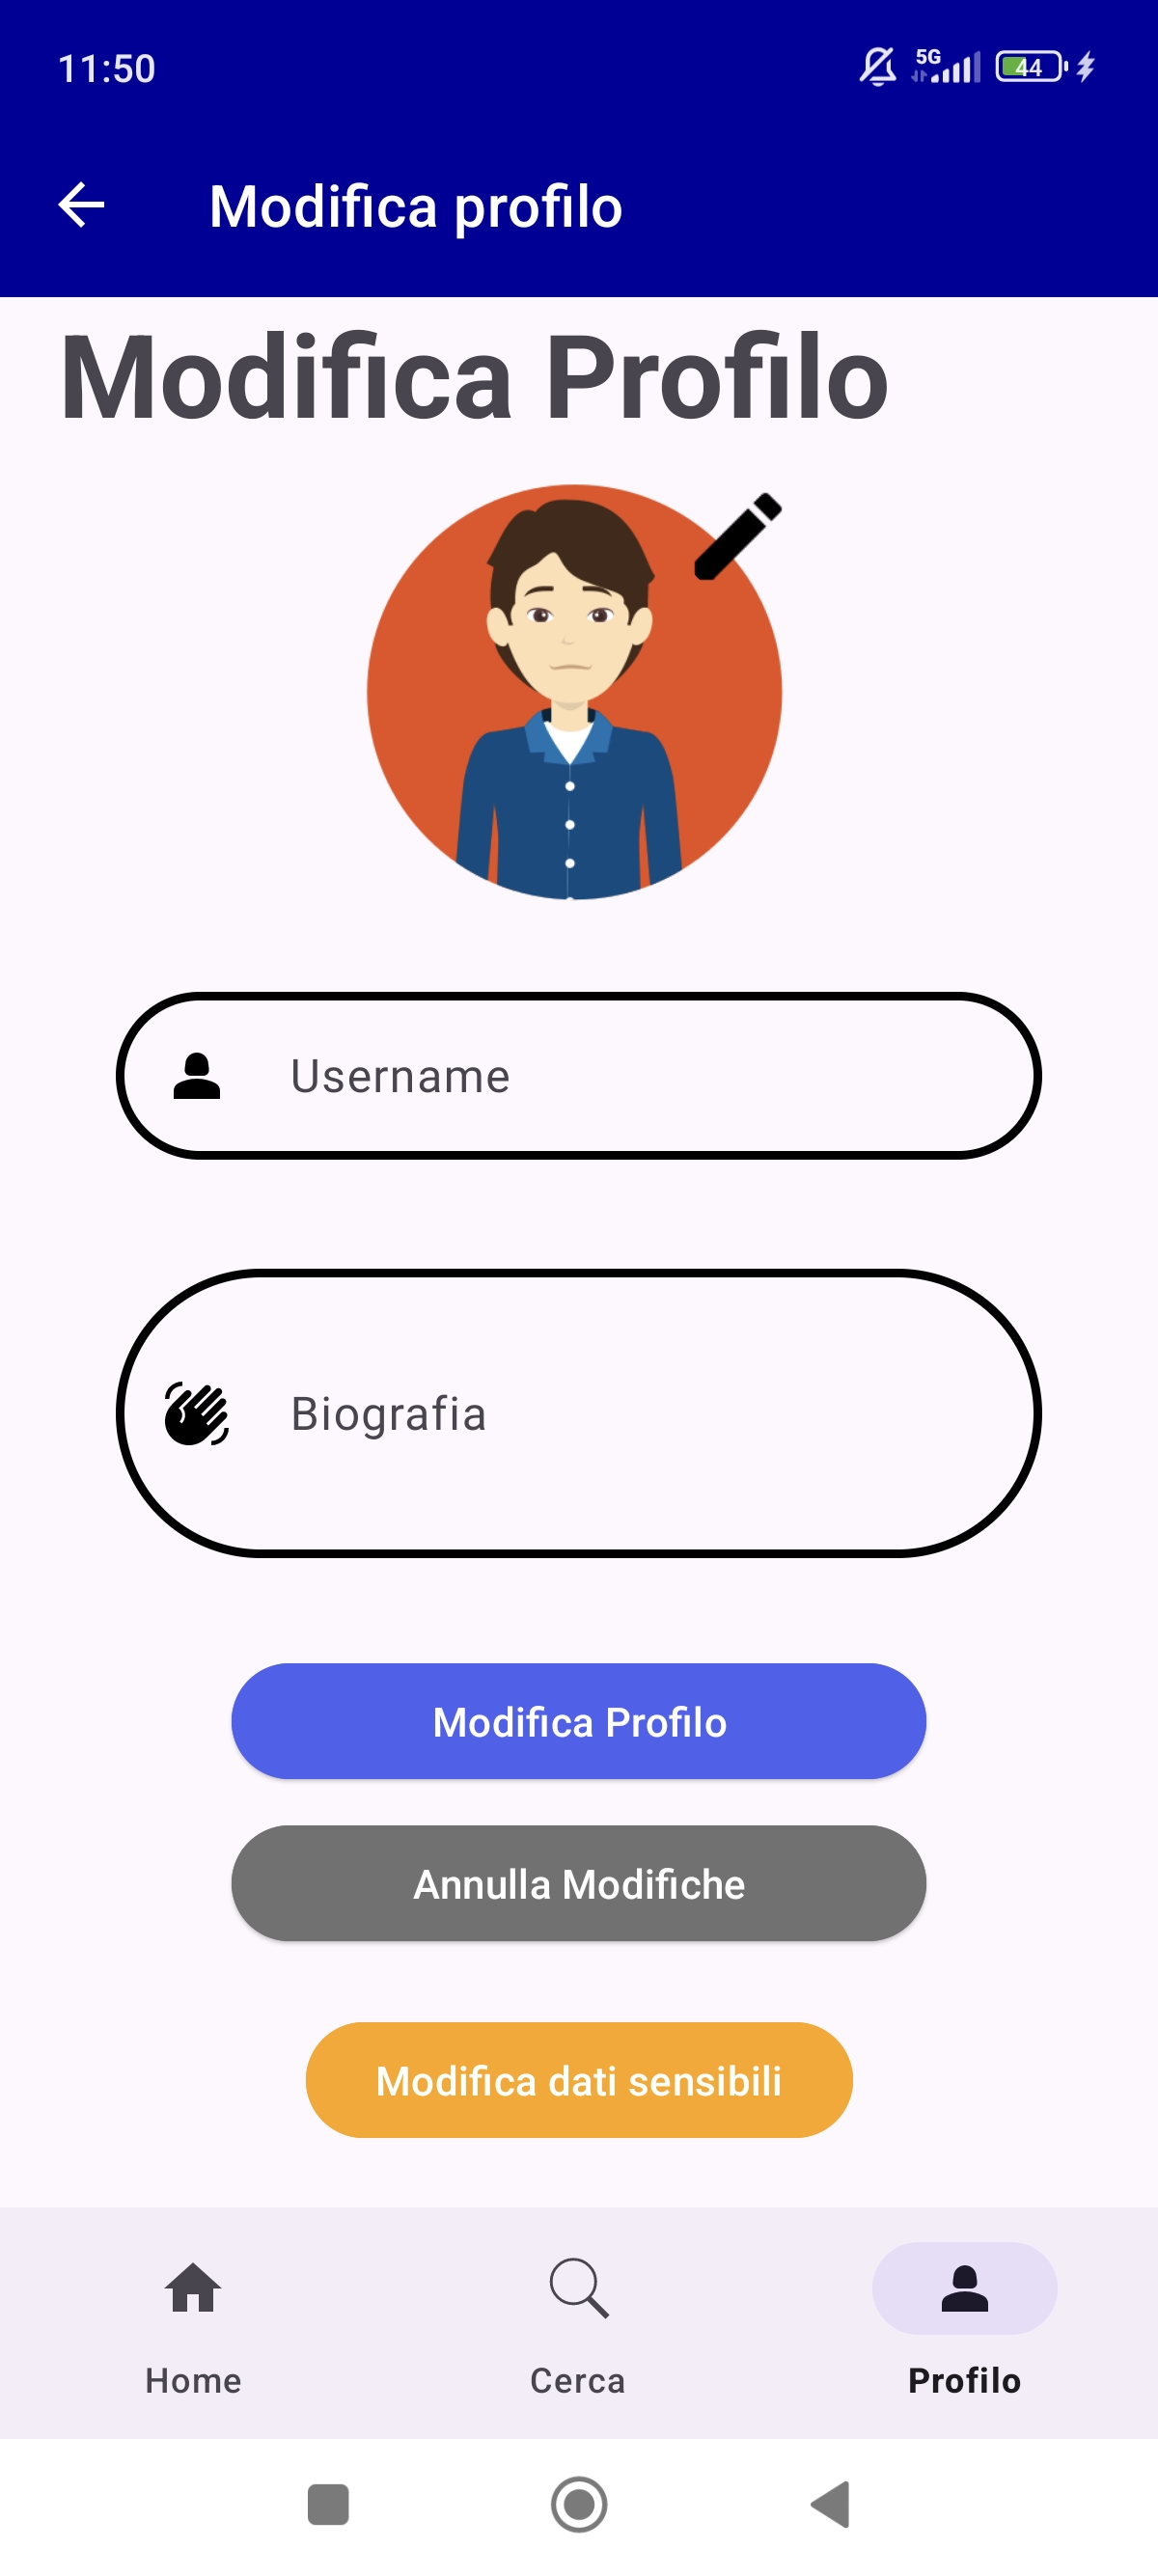 11:50
5G
44
Modifica profilo
Modifica Profilo
Username
Biografia
Modifica Profilo
Annulla Modifiche
Modifica dati sensibili
Home
Cerca
Profilo